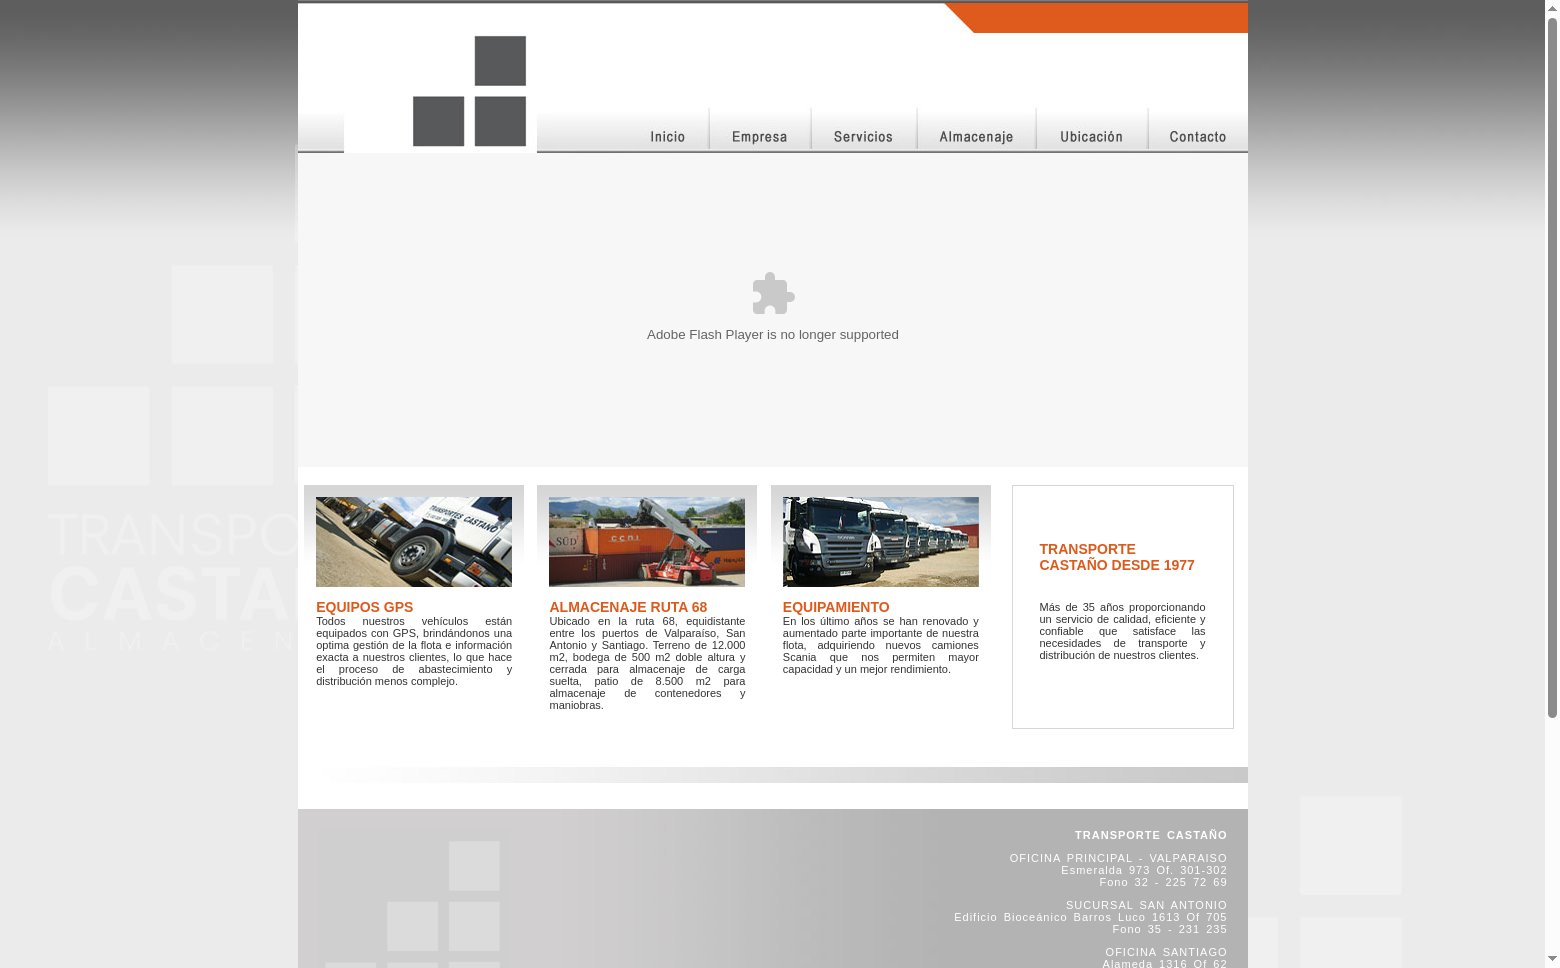 Inicio
Empresa
Servicios
Almacenaje
Ubicación
Contacto
Adobe Flash Player is no longer supported
TRANSPO
CASTA
ALMACEN
TRANSPORTES CASTAÑO
SÜD
CCNI
SCANIA
EQUIPOS GPS
Todos nuestros vehículos están
equipados con GPS, brindándonos una
optima gestión de la flota e información
exacta a nuestros clientes, lo que hace
el proceso de abastecimiento y
distribución menos complejo.
ALMACENAJE RUTA 68
Ubicado en la ruta 68, equidistante
entre los puertos de Valparaíso, San
Antonio y Santiago. Terreno de 12.000
m2, bodega de 500 m2 doble altura y
cerrada para almacenaje de carga
suelta, patio de 8.500 m2 para
almacenaje de contenedores y
maniobras.
EQUIPAMIENTO
En los último años se han renovado y
aumentado parte importante de nuestra
flota, adquiriendo nuevos camiones
Scania que nos permiten mayor
capacidad y un mejor rendimiento.
TRANSPORTE
CASTAÑO DESDE 1977
Más de 35 años proporcionando
un servicio de calidad, eficiente y
confiable que satisface las
necesidades de transporte y
distribución de nuestros clientes.
TRANSPORTE CASTAÑO
OFICINA PRINCIPAL - VALPARAISO
Esmeralda 973 Of. 301-302
Fono 32 - 225 72 69
SUCURSAL SAN ANTONIO
Edificio Bioceánico Barros Luco 1613 Of 705
Fono 35 - 231 235
OFICINA SANTIAGO
Alameda 1316 Of 62